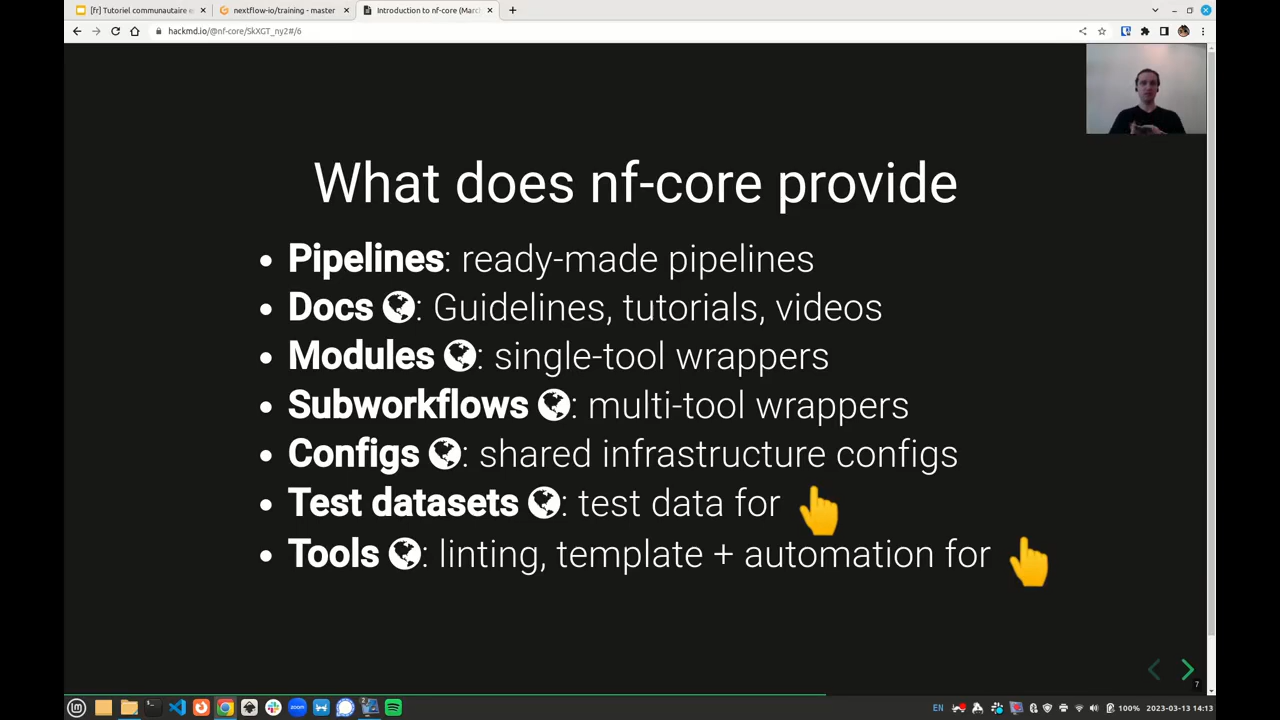 [fr] Tutoriel communautaire e
nextflow-io/training - master
Introduction to nf-core (Marc
hackmd.io/@nf-core/SkXGT_ny2#/6
What does nf-core provide
Pipelines: ready-made pipelines
Docs : Guidelines, tutorials, videos
Modules : single-tool wrappers
Subworkflows : multi-tool wrappers
Configs : shared infrastructure configs
Test datasets : test data for
Tools : linting, template + automation for
7
zoom
EN
100%
2023-03-13 14:13